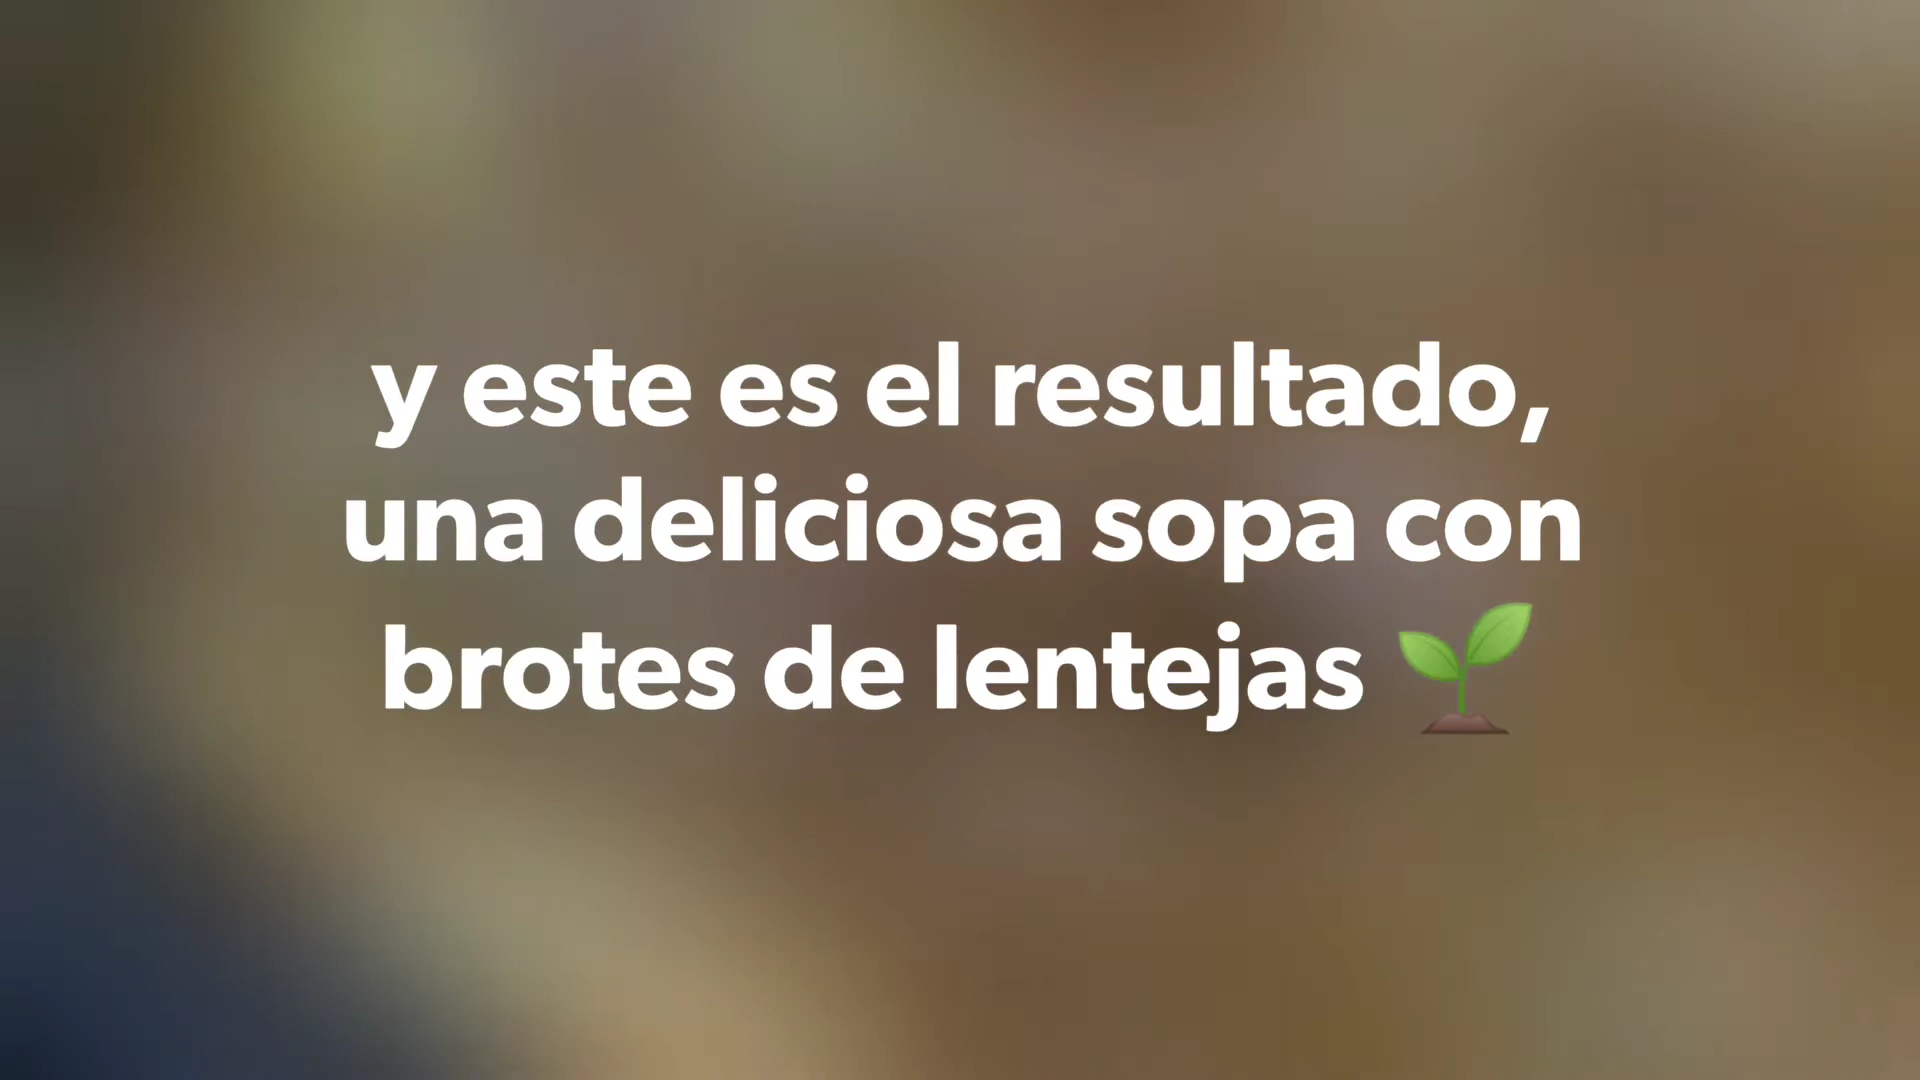 y este es el resultado,
una deliciosa sopa con
brotes de lentejas 🌱